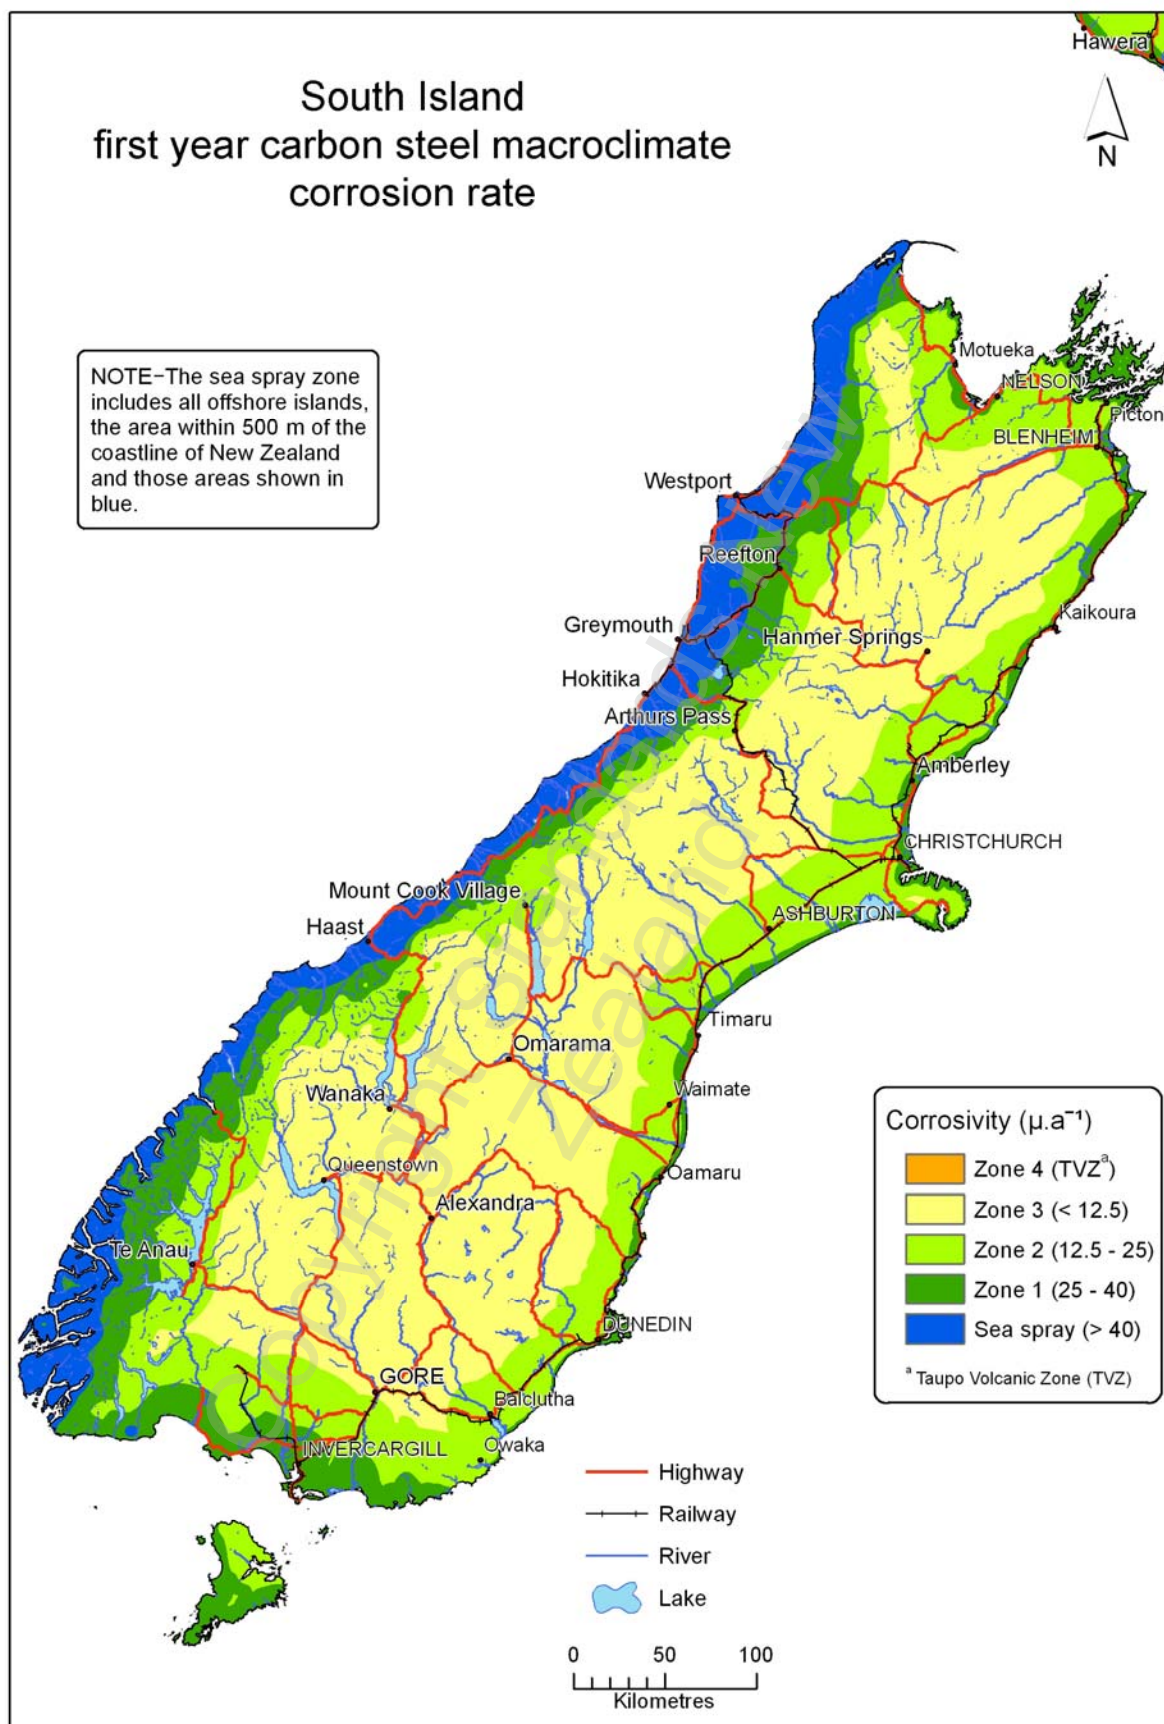 Hawera
South Island
first year carbon steel macroclimate
corrosion rate
N
NOTE–The sea spray zone
includes all offshore islands,
the area within 500 m of the
coastline of New Zealand
and those areas shown in
blue.
Motueka
NELSON
Picton
BLENHEIM
Westport
Reefton
Kaikoura
Greymouth
Hanmer Springs
Hokitika
Arthurs Pass
Amberley
CHRISTCHURCH
Mount Cook Village
ASHBURTON
Haast
Timaru
Omarama
Wanaka
Waimate
Queenstown
Oamaru
Alexandra
Te Anau
DUNEDIN
GORE
Balclutha
INVERCARGILL
Owaka
Corrosivity (µ.a⁻¹)
Zone 4 (TVZᵃ)
Zone 3 (< 12.5)
Zone 2 (12.5 - 25)
Zone 1 (25 - 40)
Sea spray (> 40)
ᵃ Taupo Volcanic Zone (TVZ)
Highway
Railway
River
Lake
0 50 100
Kilometres
Copyright Standards New
Zealand